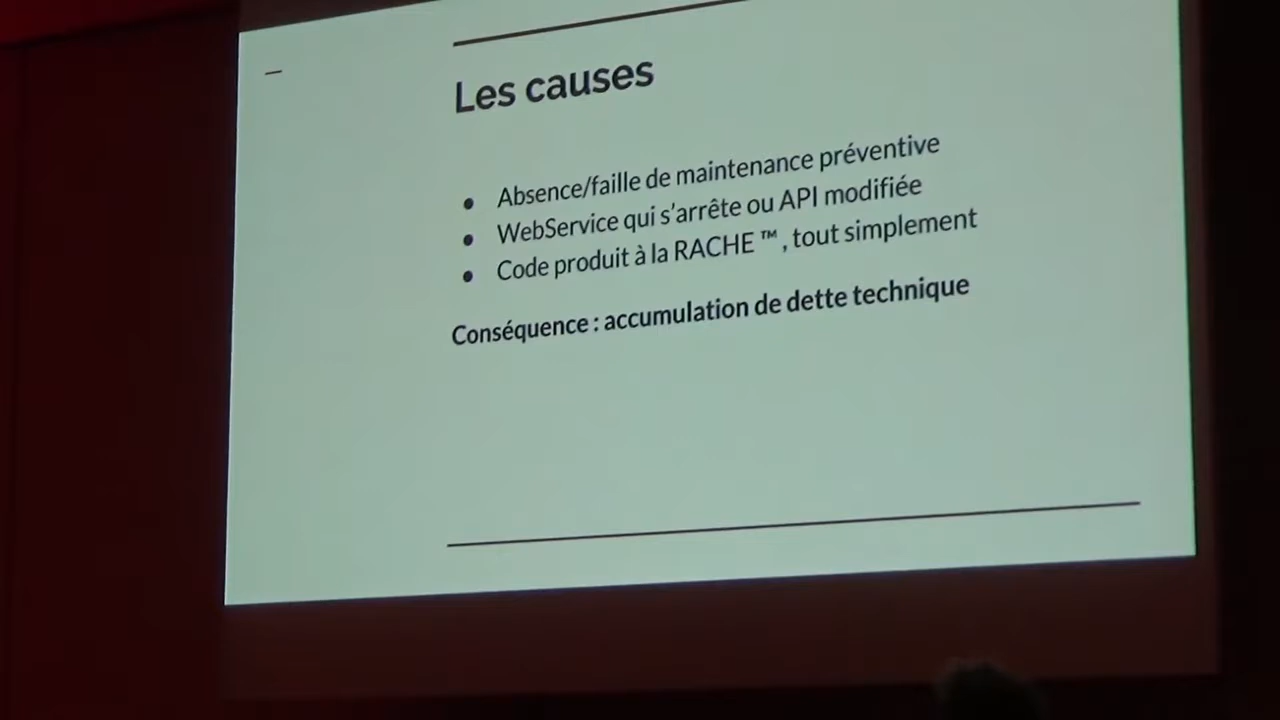 Les causes
• Absence/faille de maintenance préventive
• WebService qui s'arrête ou API modifiée
• Code produit à la RACHE ™ , tout simplement
Conséquence : accumulation de dette technique